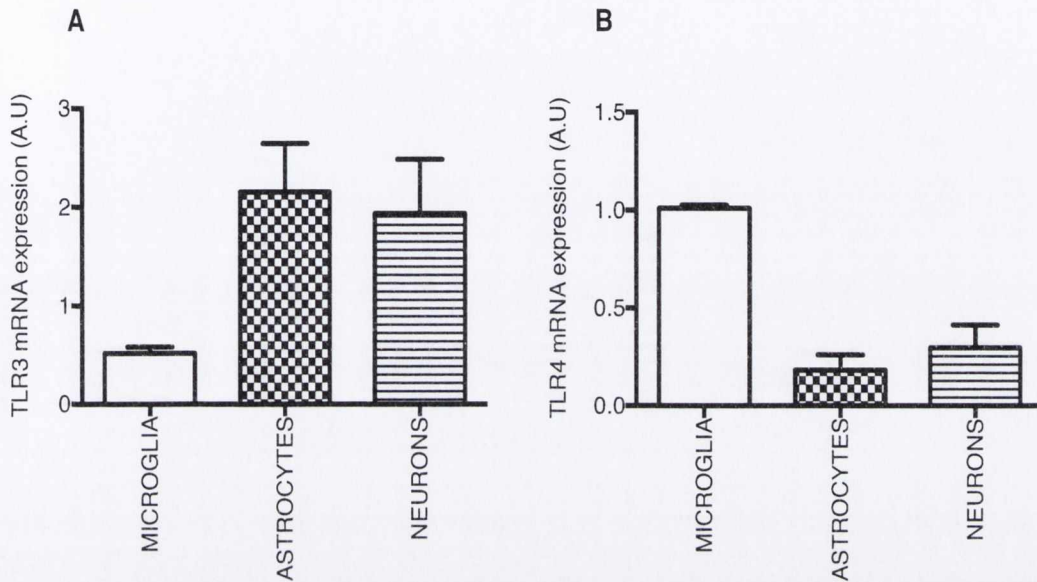 A
TLR3 mRNA expression (A.U)
3
2
1
0
MICROGLIA
ASTROCYTES
NEURONS
B
TLR4 mRNA expression (A.U)
1.5
1.0
0.5
0.0
MICROGLIA
ASTROCYTES
NEURONS